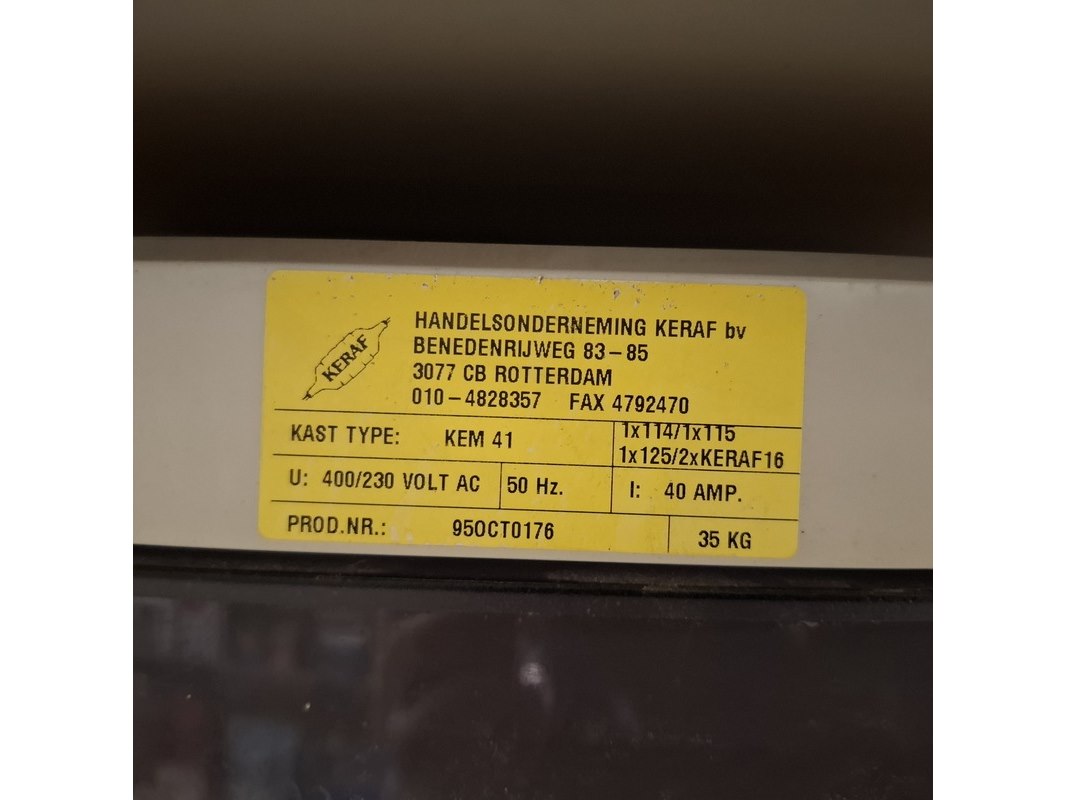 KERAF
HANDELSONDERNEMING KERAF bv
BENEDENRIJWEG 83-85
3077 CB ROTTERDAM
010-4828357 FAX 4792470
KAST TYPE: KEM 41
1x114/1x115
1x125/2xKERAF16
U: 400/230 VOLT AC 50 Hz. I: 40 AMP.
PROD.NR.: 95OCT0176 35 KG